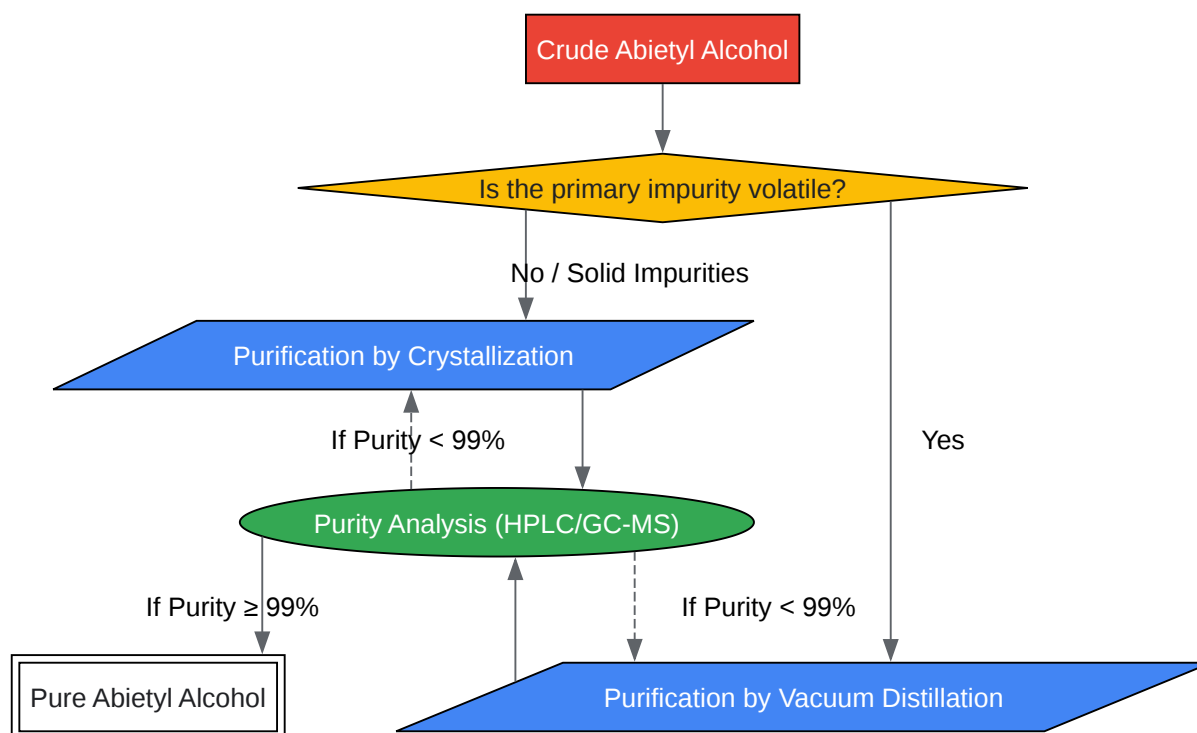 Crude Abietyl Alcohol
Is the primary impurity volatile?
No / Solid Impurities
Purification by Crystallization
If Purity < 99%
Yes
Purity Analysis (HPLC/GC-MS)
If Purity ≥ 99%
If Purity < 99%
Pure Abietyl Alcohol
Purification by Vacuum Distillation